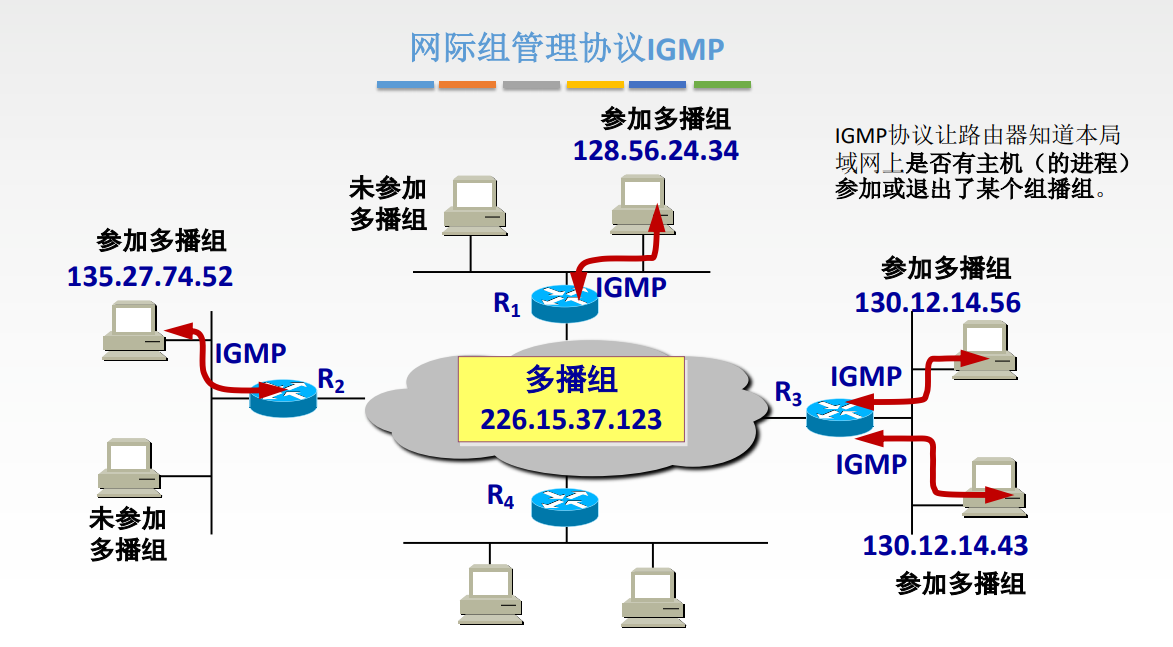 网际组管理协议IGMP
参加多播组
128.56.24.34
IGMP协议让路由器知道本局
域网上是否有主机（的进程）
参加或退出了某个组播组。
未参加
多播组
参加多播组
135.27.74.52
参加多播组
130.12.14.56
R1
IGMP
IGMP
R2
多播组
226.15.37.123
IGMP
R3
IGMP
R4
未参加
多播组
130.12.14.43
参加多播组